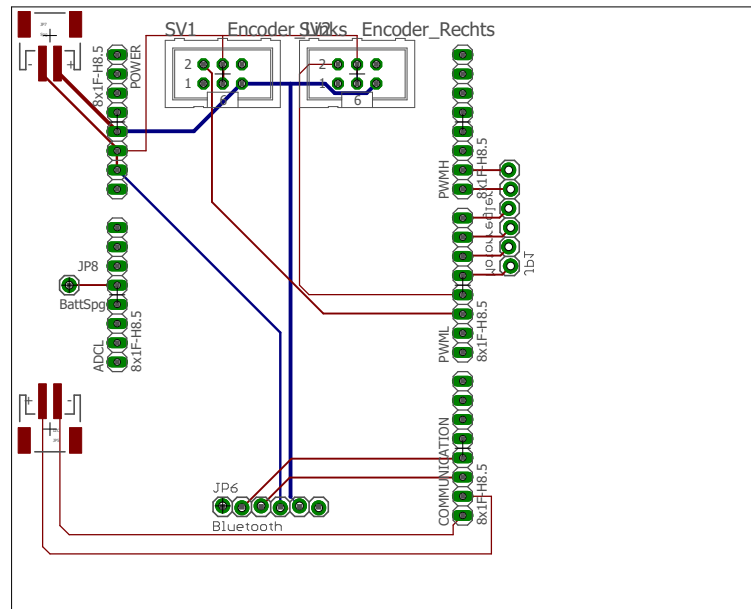 SV1
Encoder_Links
SV2
Encoder_Rechts
- +
8x1F-H8.5
POWER
2
1
6
2
1
6
PWMH
8x1F-H8.5
JP7
JP8
BattSpg
ADCL
8x1F-H8.5
PWML
8x1F-H8.5
+ -
COMMUNICATION
8x1F-H8.5
JP6
Bluetooth